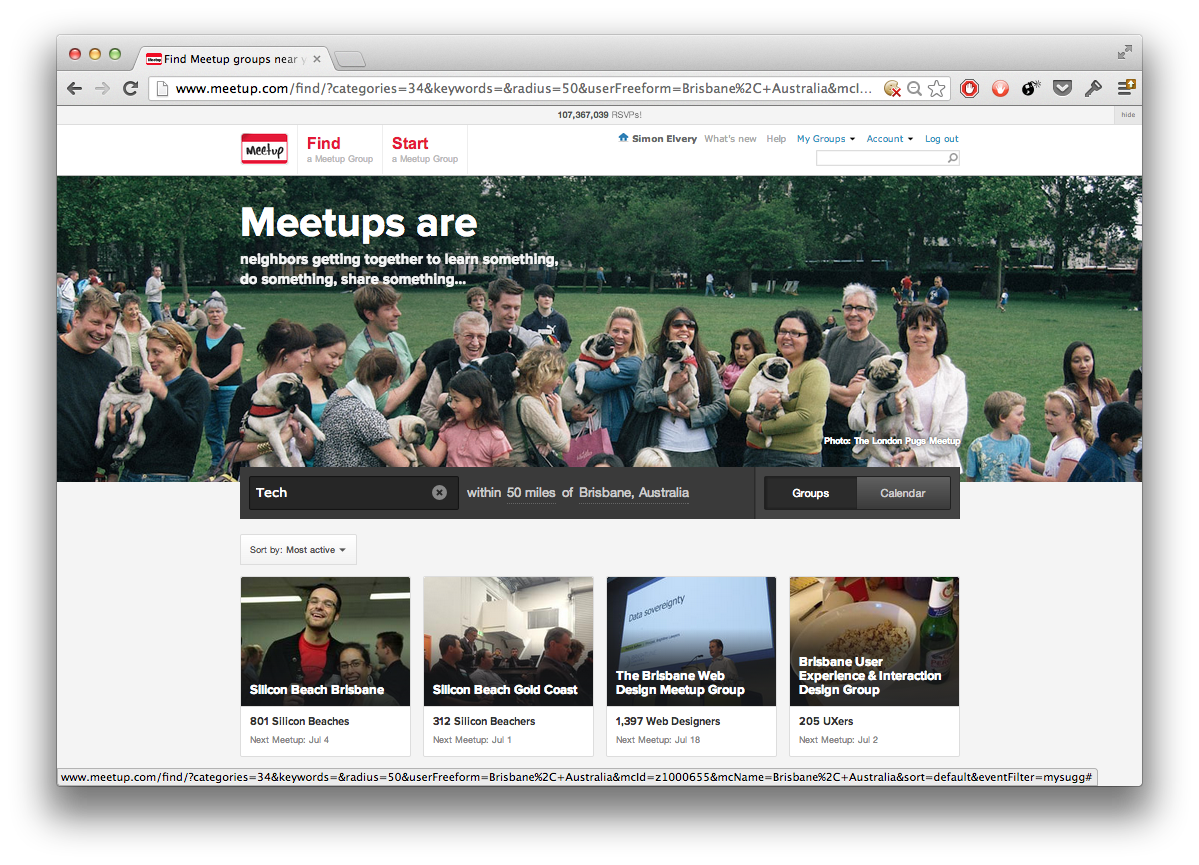 Find Meetup groups near y
www.meetup.com/find/?categories=34&keywords=&radius=50&userFreeform=Brisbane%2C+Australia&mcI...
107,367,039 RSVPs!
hide
Meetup
Find
a Meetup Group
Start
a Meetup Group
Simon Elvery What's new Help My Groups Account Log out
Meetups are
neighbors getting together to learn something,
do something, share something...
Photo: The London Pugs Meetup
Tech within 50 miles of Brisbane, Australia Groups Calendar
Sort by: Most active
Silicon Beach Brisbane
801 Silicon Beaches
Next Meetup: Jul 4
Silicon Beach Gold Coast
312 Silicon Beachers
Next Meetup: Jul 1
Data sovereignty
The Brisbane Web
Design Meetup Group
1,397 Web Designers
Next Meetup: Jul 18
Brisbane User
Experience & Interaction
Design Group
205 UXers
Next Meetup: Jul 2
www.meetup.com/find/?categories=34&keywords=&radius=50&userFreeform=Brisbane%2C+Australia&mcId=z1000655&mcName=Brisbane%2C+Australia&sort=default&eventFilter=mysugg#